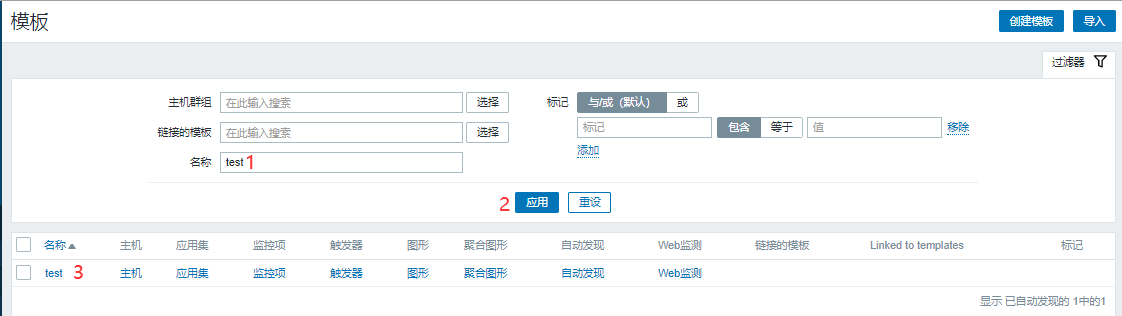 模板 创建模板 导入
过滤器
主机群组 在此输入搜索 选择 标记 与/或（默认） 或
链接的模板 在此输入搜索 选择 标记 包含 等于 值 移除
添加
名称 test 1
2 应用 重设
名称 主机 应用集 监控项 触发器 图形 聚合图形 自动发现 Web监测 链接的模板 Linked to templates 标记
test 3 主机 应用集 监控项 触发器 图形 聚合图形 自动发现 Web监测
显示 已自动发现的 1中的1